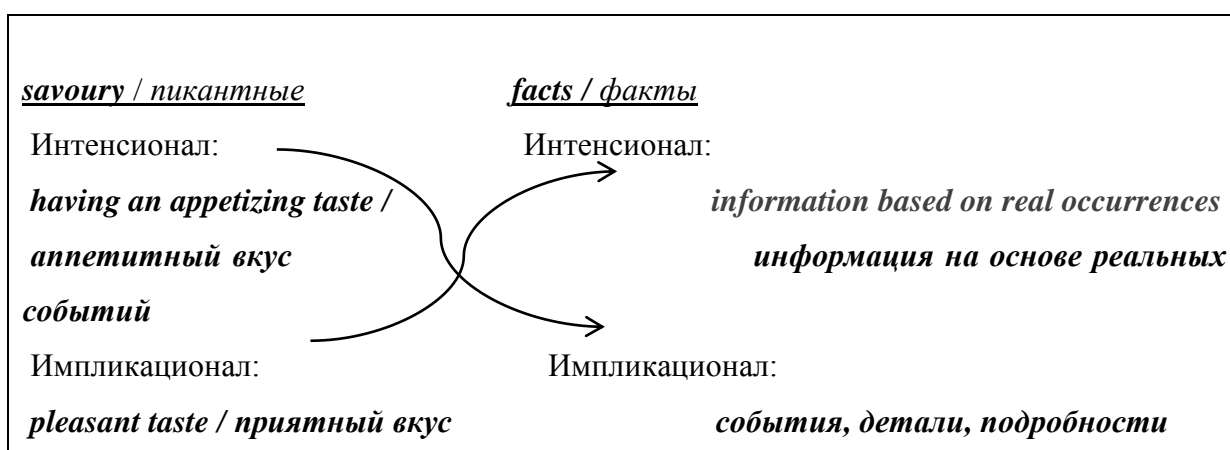 savoury / пикантные facts / факты
Интенсионал: Интенсионал:
having an appetizing taste / information based on real occurrences
аппетитный вкус информация на основе реальных
событий
Импликационал: Импликационал:
pleasant taste / приятный вкус события, детали, подробности